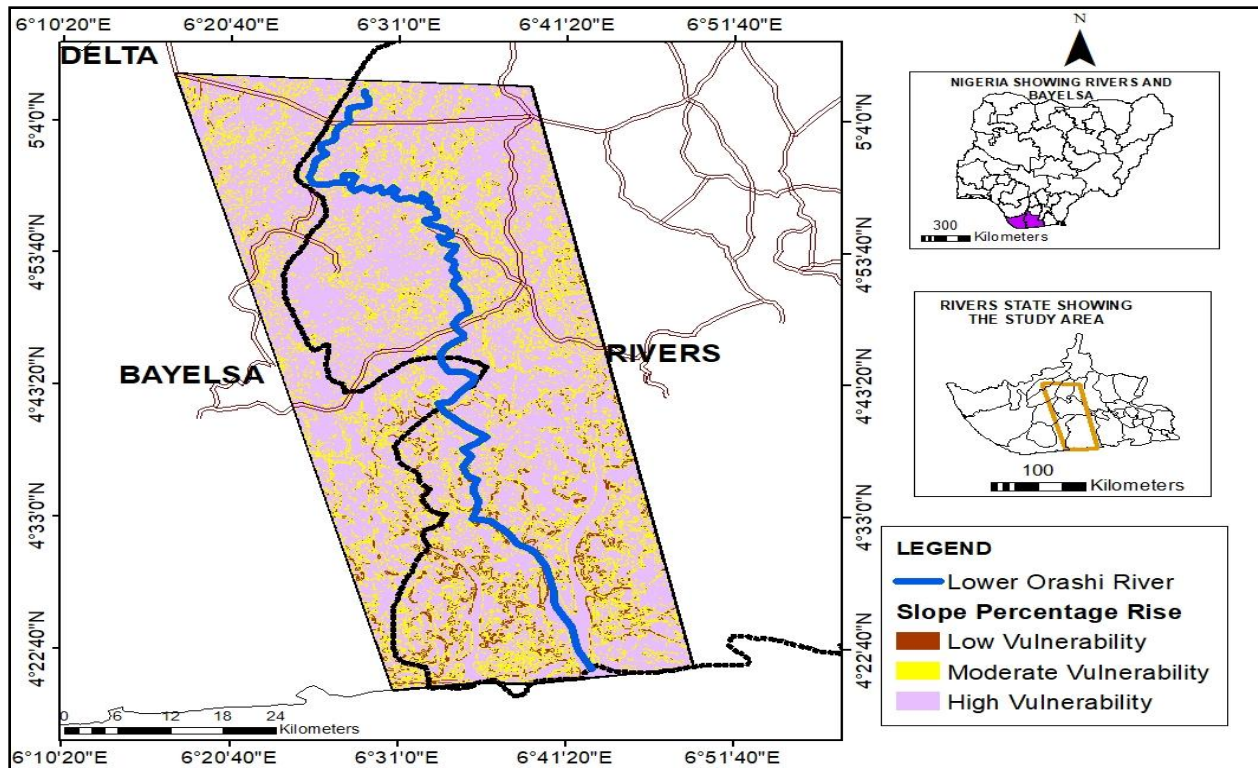 6°10'20"E 6°20'40"E 6°31'0"E 6°41'20"E 6°51'40"E
N
DELTA
NIGERIA SHOWING RIVERS AND
BAYELSA
5°4'0"N
5°4'0"N
300
Kilometers
4°53'40"N
4°53'40"N
RIVERS STATE SHOWING
THE STUDY AREA
RIVERS
BAYELSA
4°43'20"N
4°43'20"N
100
Kilometers
4°33'0"N
4°33'0"N
LEGEND
Lower Orashi River
Slope Percentage Rise
Low Vulnerability
Moderate Vulnerability
High Vulnerability
4°22'40"N
4°22'40"N
0 6 12 18 24
Kilometers
6°10'20"E 6°20'40"E 6°31'0"E 6°41'20"E 6°51'40"E